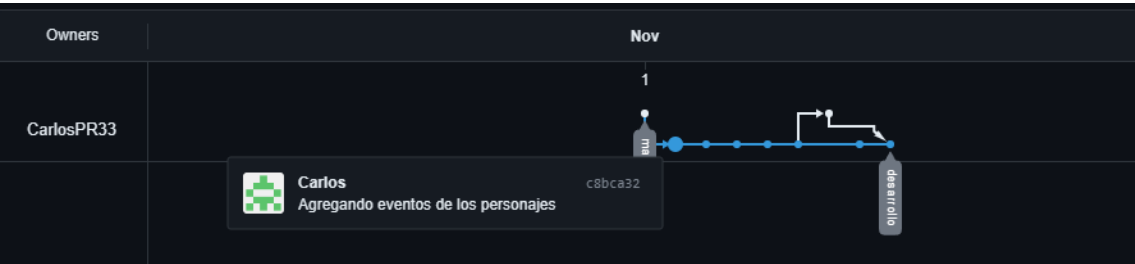 Owners
Nov
1
CarlosPR33
ma
Carlos
c8bca32
Agregando eventos de los personajes
desarrollo